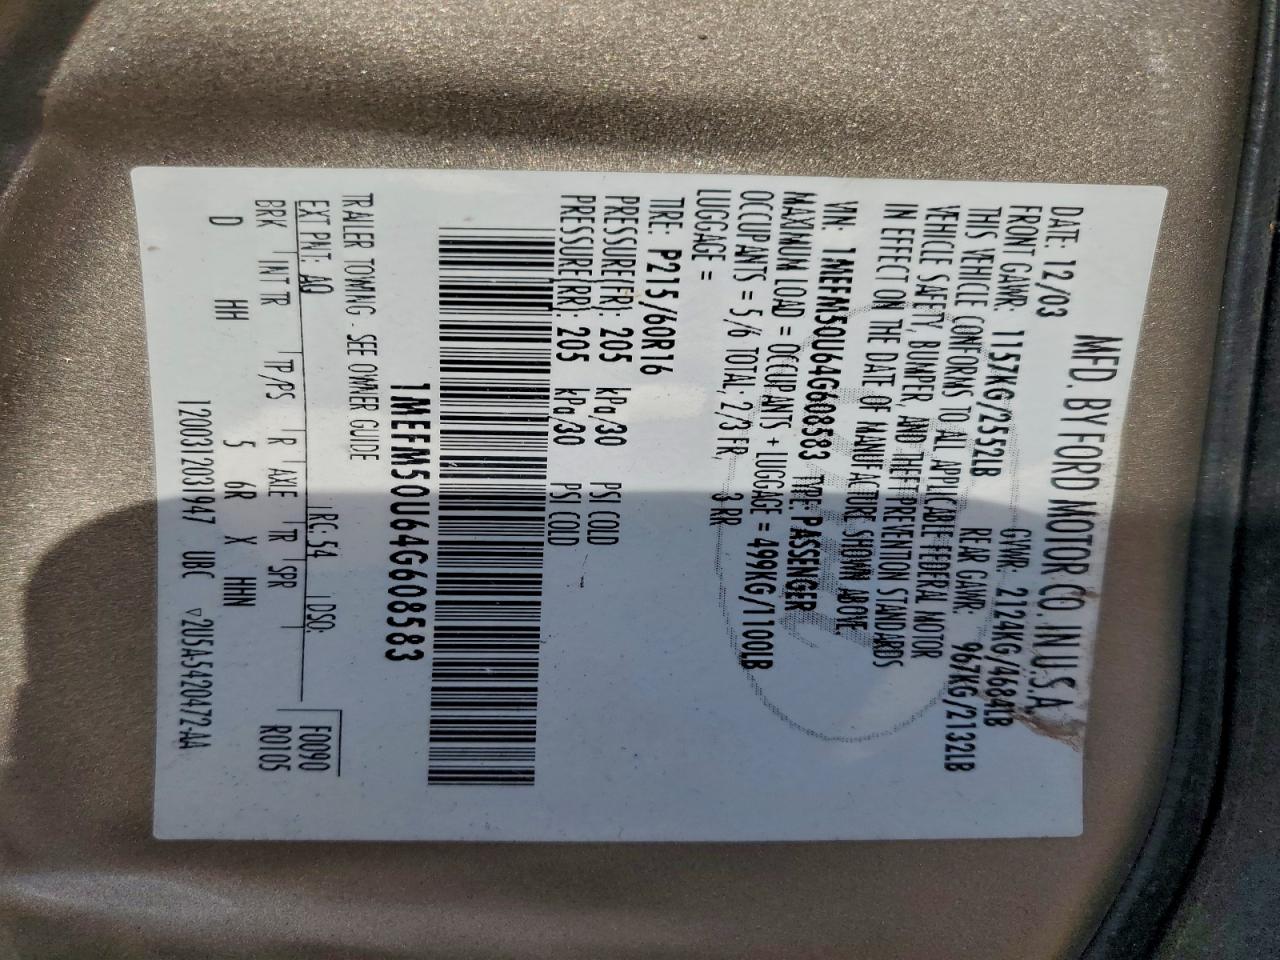 MFD. BY FORD MOTOR CO. IN U.S.A.
DATE: 12/03 GVWR: 2124KG/4684LB
FRONT GAWR: 1157KG/2552LB REAR GAWR: 967KG/2132LB
THIS VEHICLE CONFORMS TO ALL APPLICABLE FEDERAL MOTOR
VEHICLE SAFETY, BUMPER, AND THEFT PREVENTION STANDARDS
IN EFFECT ON THE DATE OF MANUFACTURE SHOWN ABOVE.
VIN: 1MEFM50U64G608583 TYPE: PASSENGER
MAXIMUM LOAD = OCCUPANTS + LUGGAGE = 499KG/1100LB
OCCUPANTS = 5/6 TOTAL, 2/3 FR, 3 RR
LUGGAGE =
TIRE: P215/60R16
PRESSURE(FR): 205 kPa/30 PSI COLD
PRESSURE(RR): 205 kPa/30 PSI COLD
1MEFM50U64G608583
TRAILER TOWING - SEE OWNER GUIDE
F0090
R0105
EXT PNT: AQ RC: 54 DSO:
BRK INT TR TP/PS R AXLE TR SPR
D HH 5 6R X HHN
1200312031947 UBC ▽2U5A5420472-AA